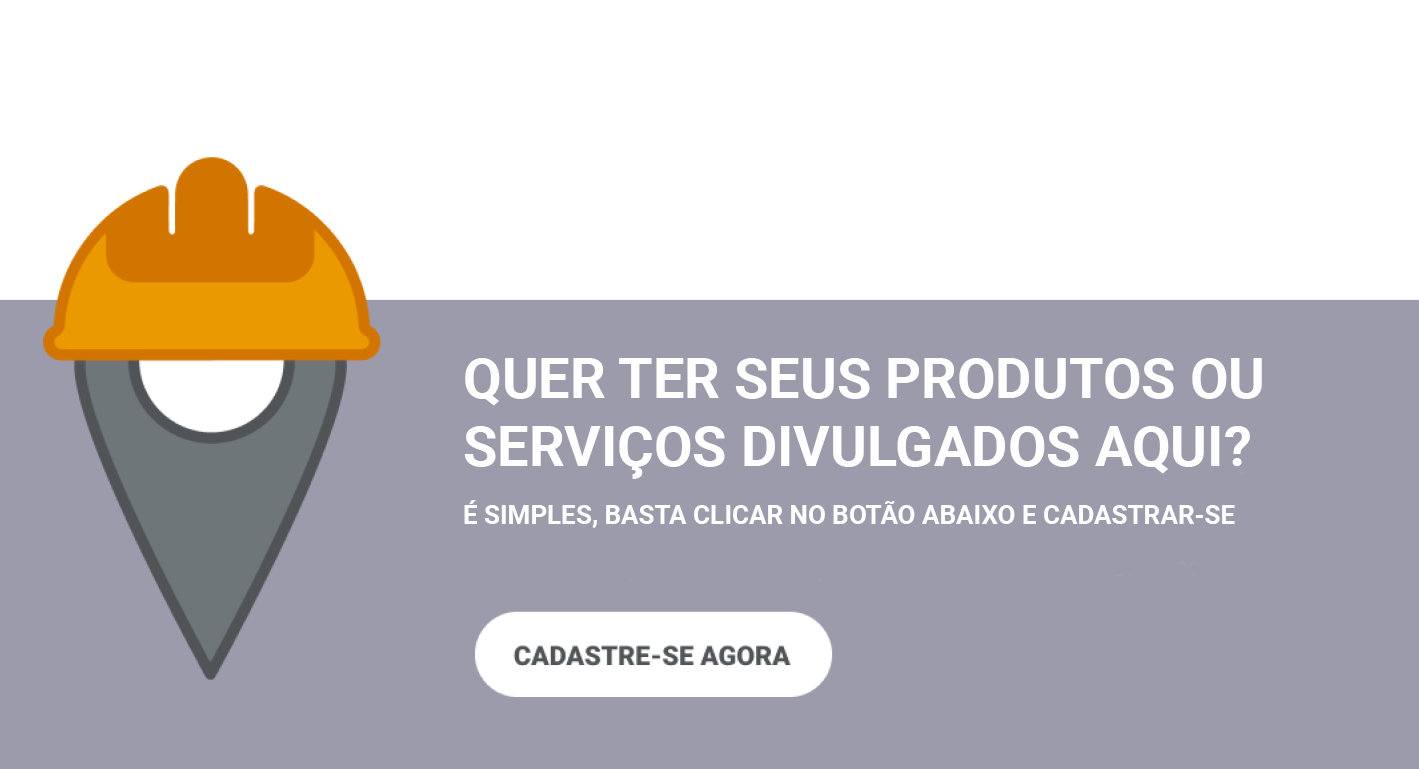 QUER TER SEUS PRODUTOS OU
SERVIÇOS DIVULGADOS AQUI?
É SIMPLES, BASTA CLICAR NO BOTÃO ABAIXO E CADASTRAR-SE
CADASTRE-SE AGORA